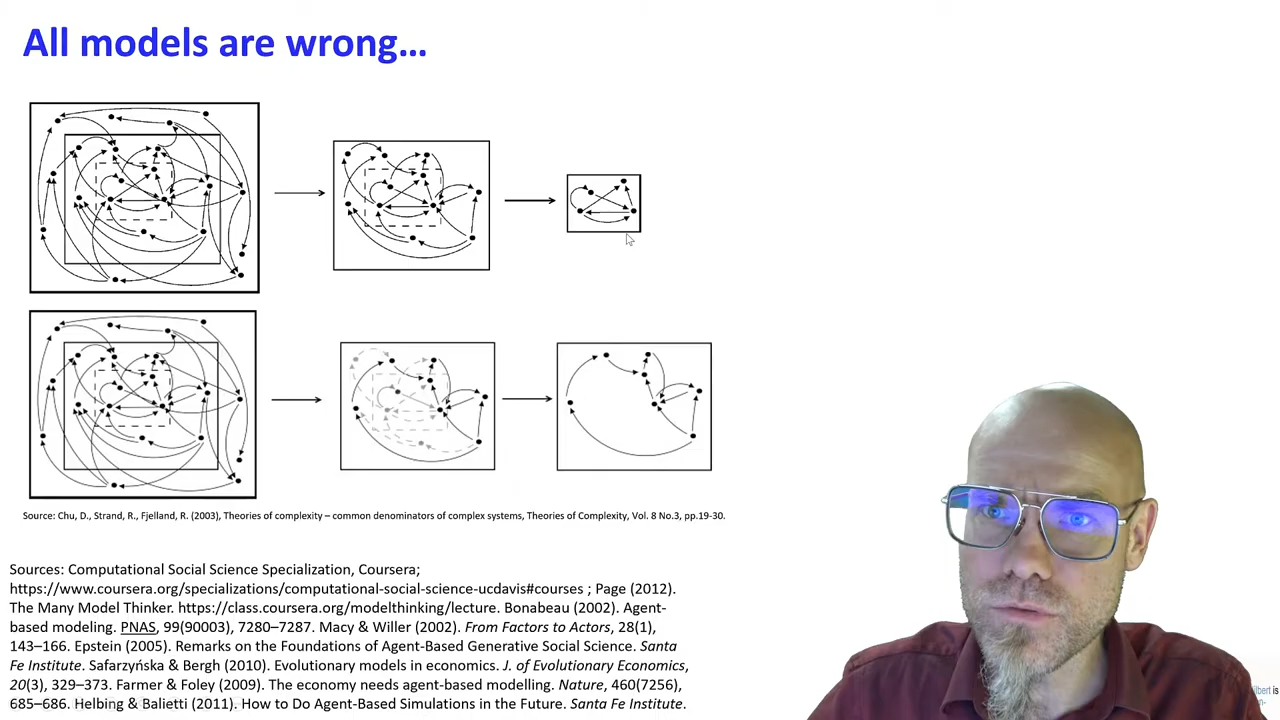 All models are wrong...
Source: Chu, D., Strand, R., Fjelland, R. (2003), Theories of complexity – common denominators of complex systems, Theories of Complexity, Vol. 8 No.3, pp.19-30.
Sources: Computational Social Science Specialization, Coursera;
https://www.coursera.org/specializations/computational-social-science-ucdavis#courses ; Page (2012).
The Many Model Thinker. https://class.coursera.org/modelthinking/lecture. Bonabeau (2002). Agent-
based modeling. PNAS, 99(90003), 7280–7287. Macy & Willer (2002). From Factors to Actors, 28(1),
143–166. Epstein (2005). Remarks on the Foundations of Agent-Based Generative Social Science. Santa
Fe Institute. Safarzyńska & Bergh (2010). Evolutionary models in economics. J. of Evolutionary Economics,
20(3), 329–373. Farmer & Foley (2009). The economy needs agent-based modelling. Nature, 460(7256),
685–686. Helbing & Balietti (2011). How to Do Agent-Based Simulations in the Future. Santa Fe Institute.
is